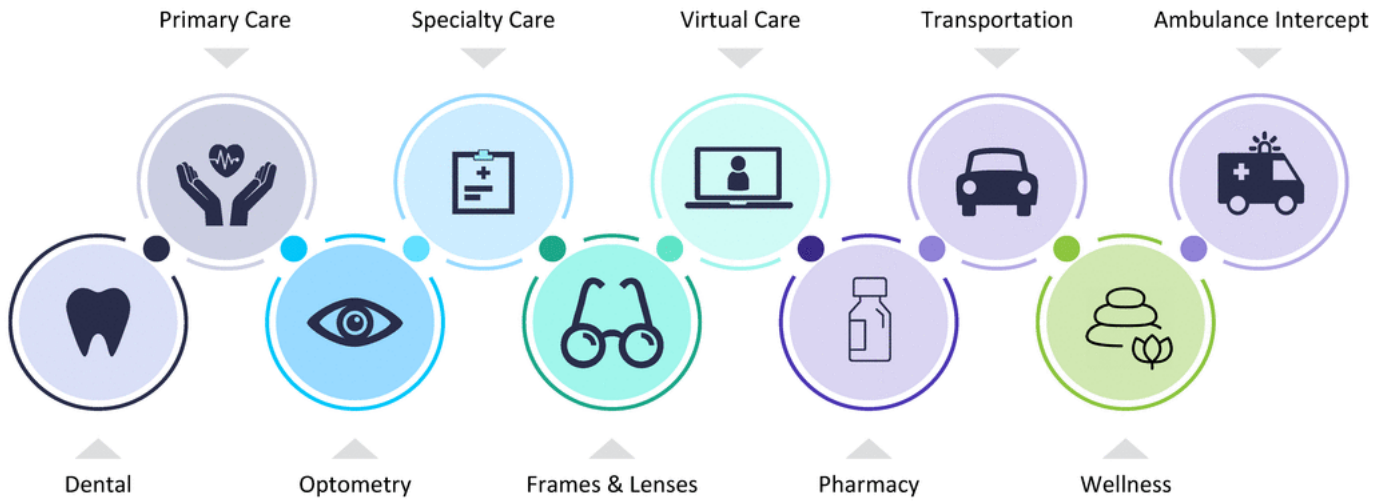 Primary Care
Specialty Care
Virtual Care
Transportation
Ambulance Intercept
Dental
Optometry
Frames & Lenses
Pharmacy
Wellness